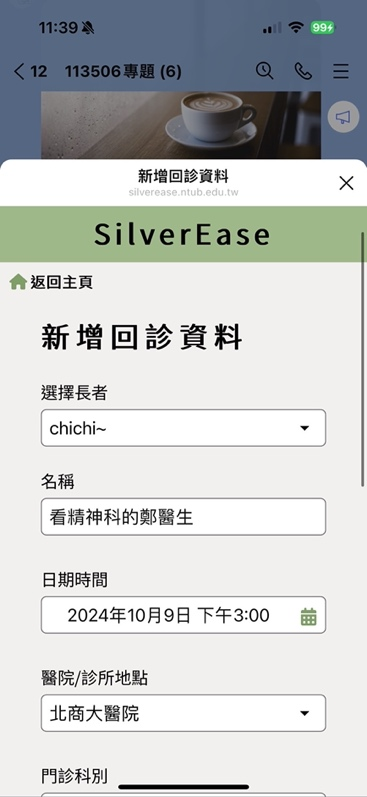 11:39
99
12 113506專題 (6)
新增回診資料
silverease.ntub.edu.tw
SilverEase
返回主頁
新增回診資料
選擇長者
chichi~
名稱
看精神科的鄭醫生
日期時間
2024年10月9日 下午3:00
醫院/診所地點
北商大醫院
門診科別